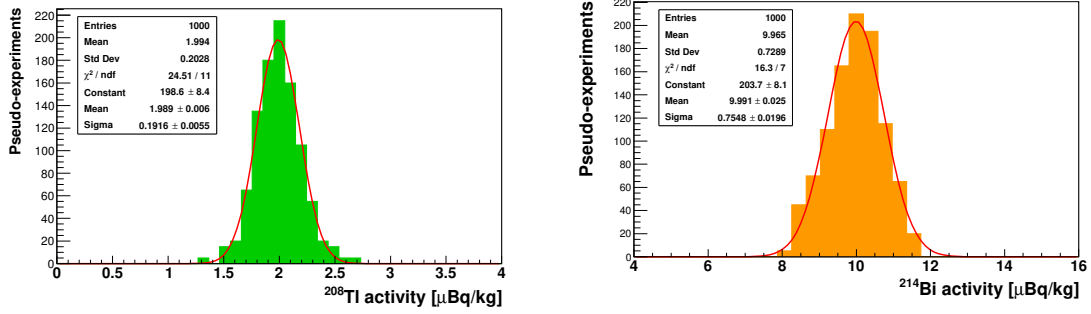 Pseudo-experiments
220
200
180
160
140
120
100
80
60
40
20
0
Entries 1000
Mean 1.994
Std Dev 0.2028
χ² / ndf 24.51 / 11
Constant 198.6 ± 8.4
Mean 1.989 ± 0.006
Sigma 0.1916 ± 0.0055
0 0.5 1 1.5 2 2.5 3 3.5 4
²⁰⁸Tl activity [μBq/kg]
Pseudo-experiments
220
200
180
160
140
120
100
80
60
40
20
0
Entries 1000
Mean 9.965
Std Dev 0.7289
χ² / ndf 16.3 / 7
Constant 203.7 ± 8.1
Mean 9.991 ± 0.025
Sigma 0.7548 ± 0.0196
4 6 8 10 12 14 16
²¹⁴Bi activity [μBq/kg]